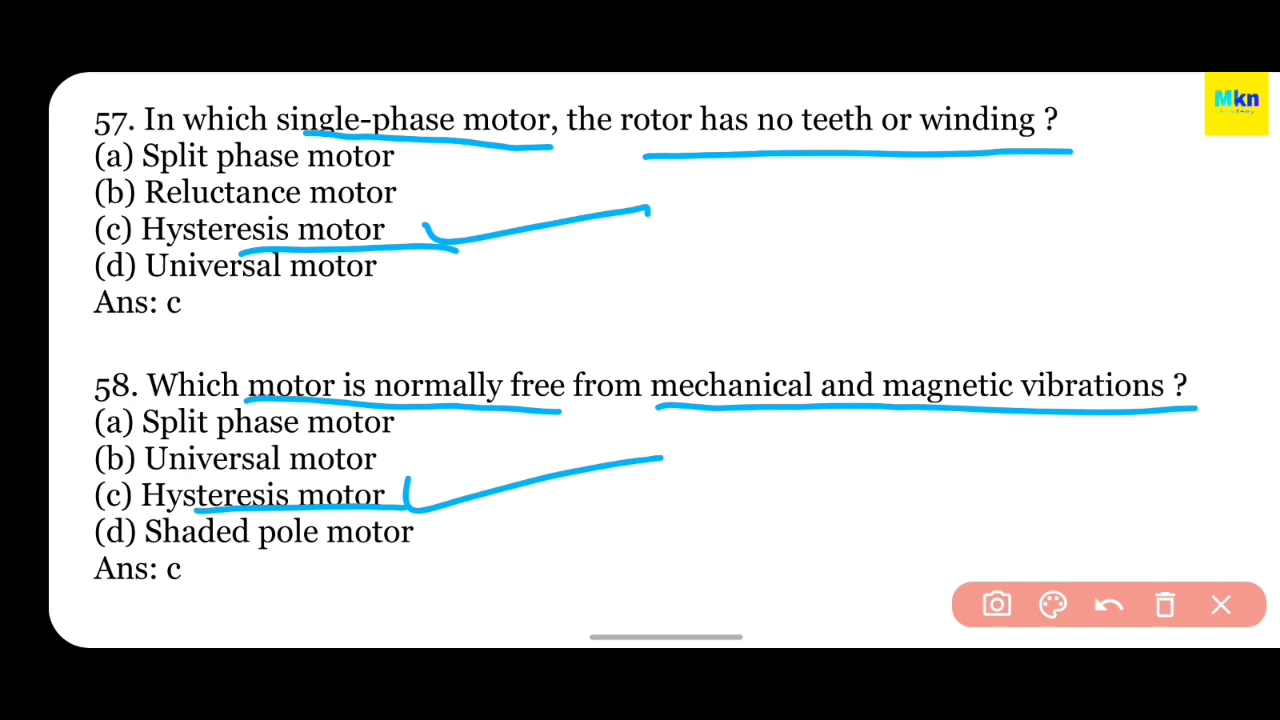 Mkn
Academy
57. In which single-phase motor, the rotor has no teeth or winding ?
(a) Split phase motor
(b) Reluctance motor
(c) Hysteresis motor
(d) Universal motor
Ans: c
58. Which motor is normally free from mechanical and magnetic vibrations ?
(a) Split phase motor
(b) Universal motor
(c) Hysteresis motor
(d) Shaded pole motor
Ans: c